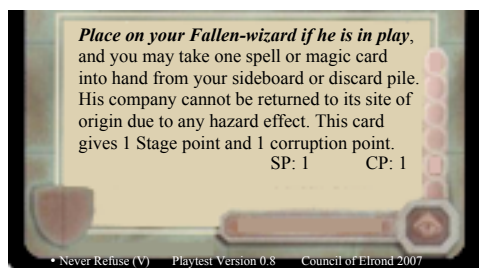 Place on your Fallen-wizard if he is in play,
and you may take one spell or magic card
into hand from your sideboard or discard pile.
His company cannot be returned to its site of
origin due to any hazard effect. This card
gives 1 Stage point and 1 corruption point.
SP: 1 CP: 1
• Never Refuse (V) Playtest Version 0.8 Council of Elrond 2007